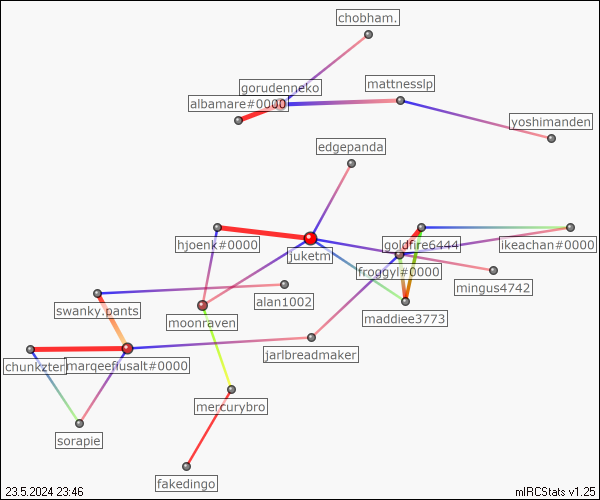 chobham.
gorudenneko
mattnesslp
albamare#0000
yoshimanden
edgepanda
hjoenk#0000
goldfire6444
ikeachan#0000
juketm
froggyl#0000
mingus4742
alan1002
swanky.pants
maddiee3773
moonraven
jarlbreadmaker
chunkzter
marqeefiusalt#0000
mercurybro
sorapie
fakedingo
23.5.2024 23:46
mIRCStats v1.25